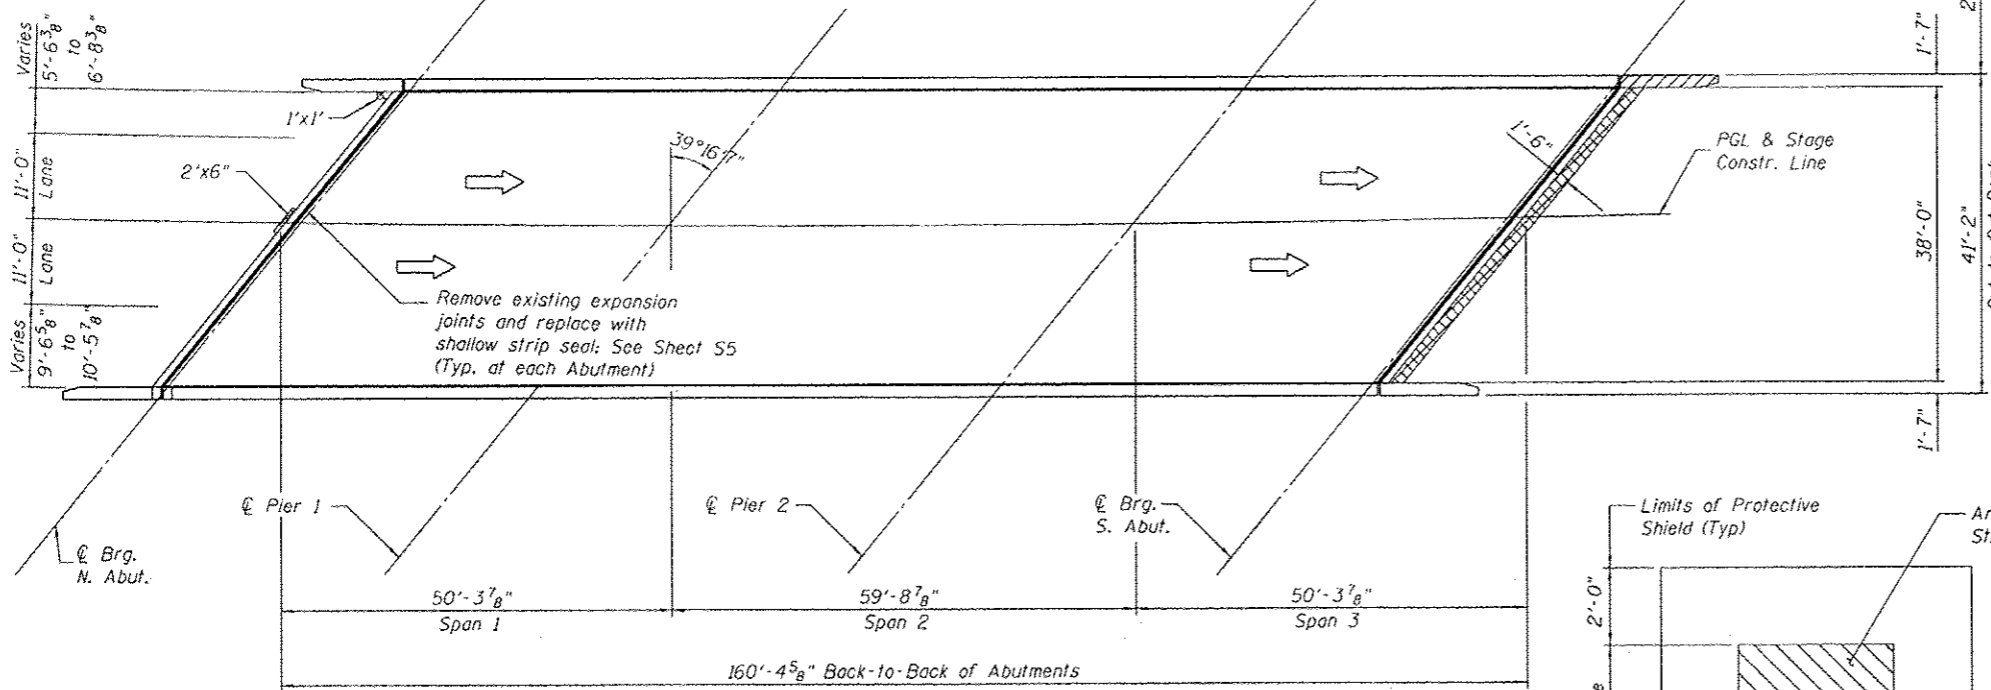 Varies
5'-6 3/8"
to
6'-8 3/8"
11'-0"
Lane
11'-0"
Lane
Varies
9'-6 5/8"
to
10'-5 7/8"
1'x1'
2'x6"
39°16'7"
1'-6"
PGL & Stage
Constr. Line
1'-7"
38'-0"
41'-2"
1'-7"
Remove existing expansion
joints and replace with
shallow strip seal: See Sheet S5
(Typ. at each Abutment)
℄ Brg.
N. Abut.
℄ Pier 1
℄ Pier 2
℄ Brg.
S. Abut.
50'-3 7/8"
Span 1
59'-8 7/8"
Span 2
50'-3 7/8"
Span 3
160'-4 5/8" Back-to-Back of Abutments
Limits of Protective
Shield (Typ)
2'-0"